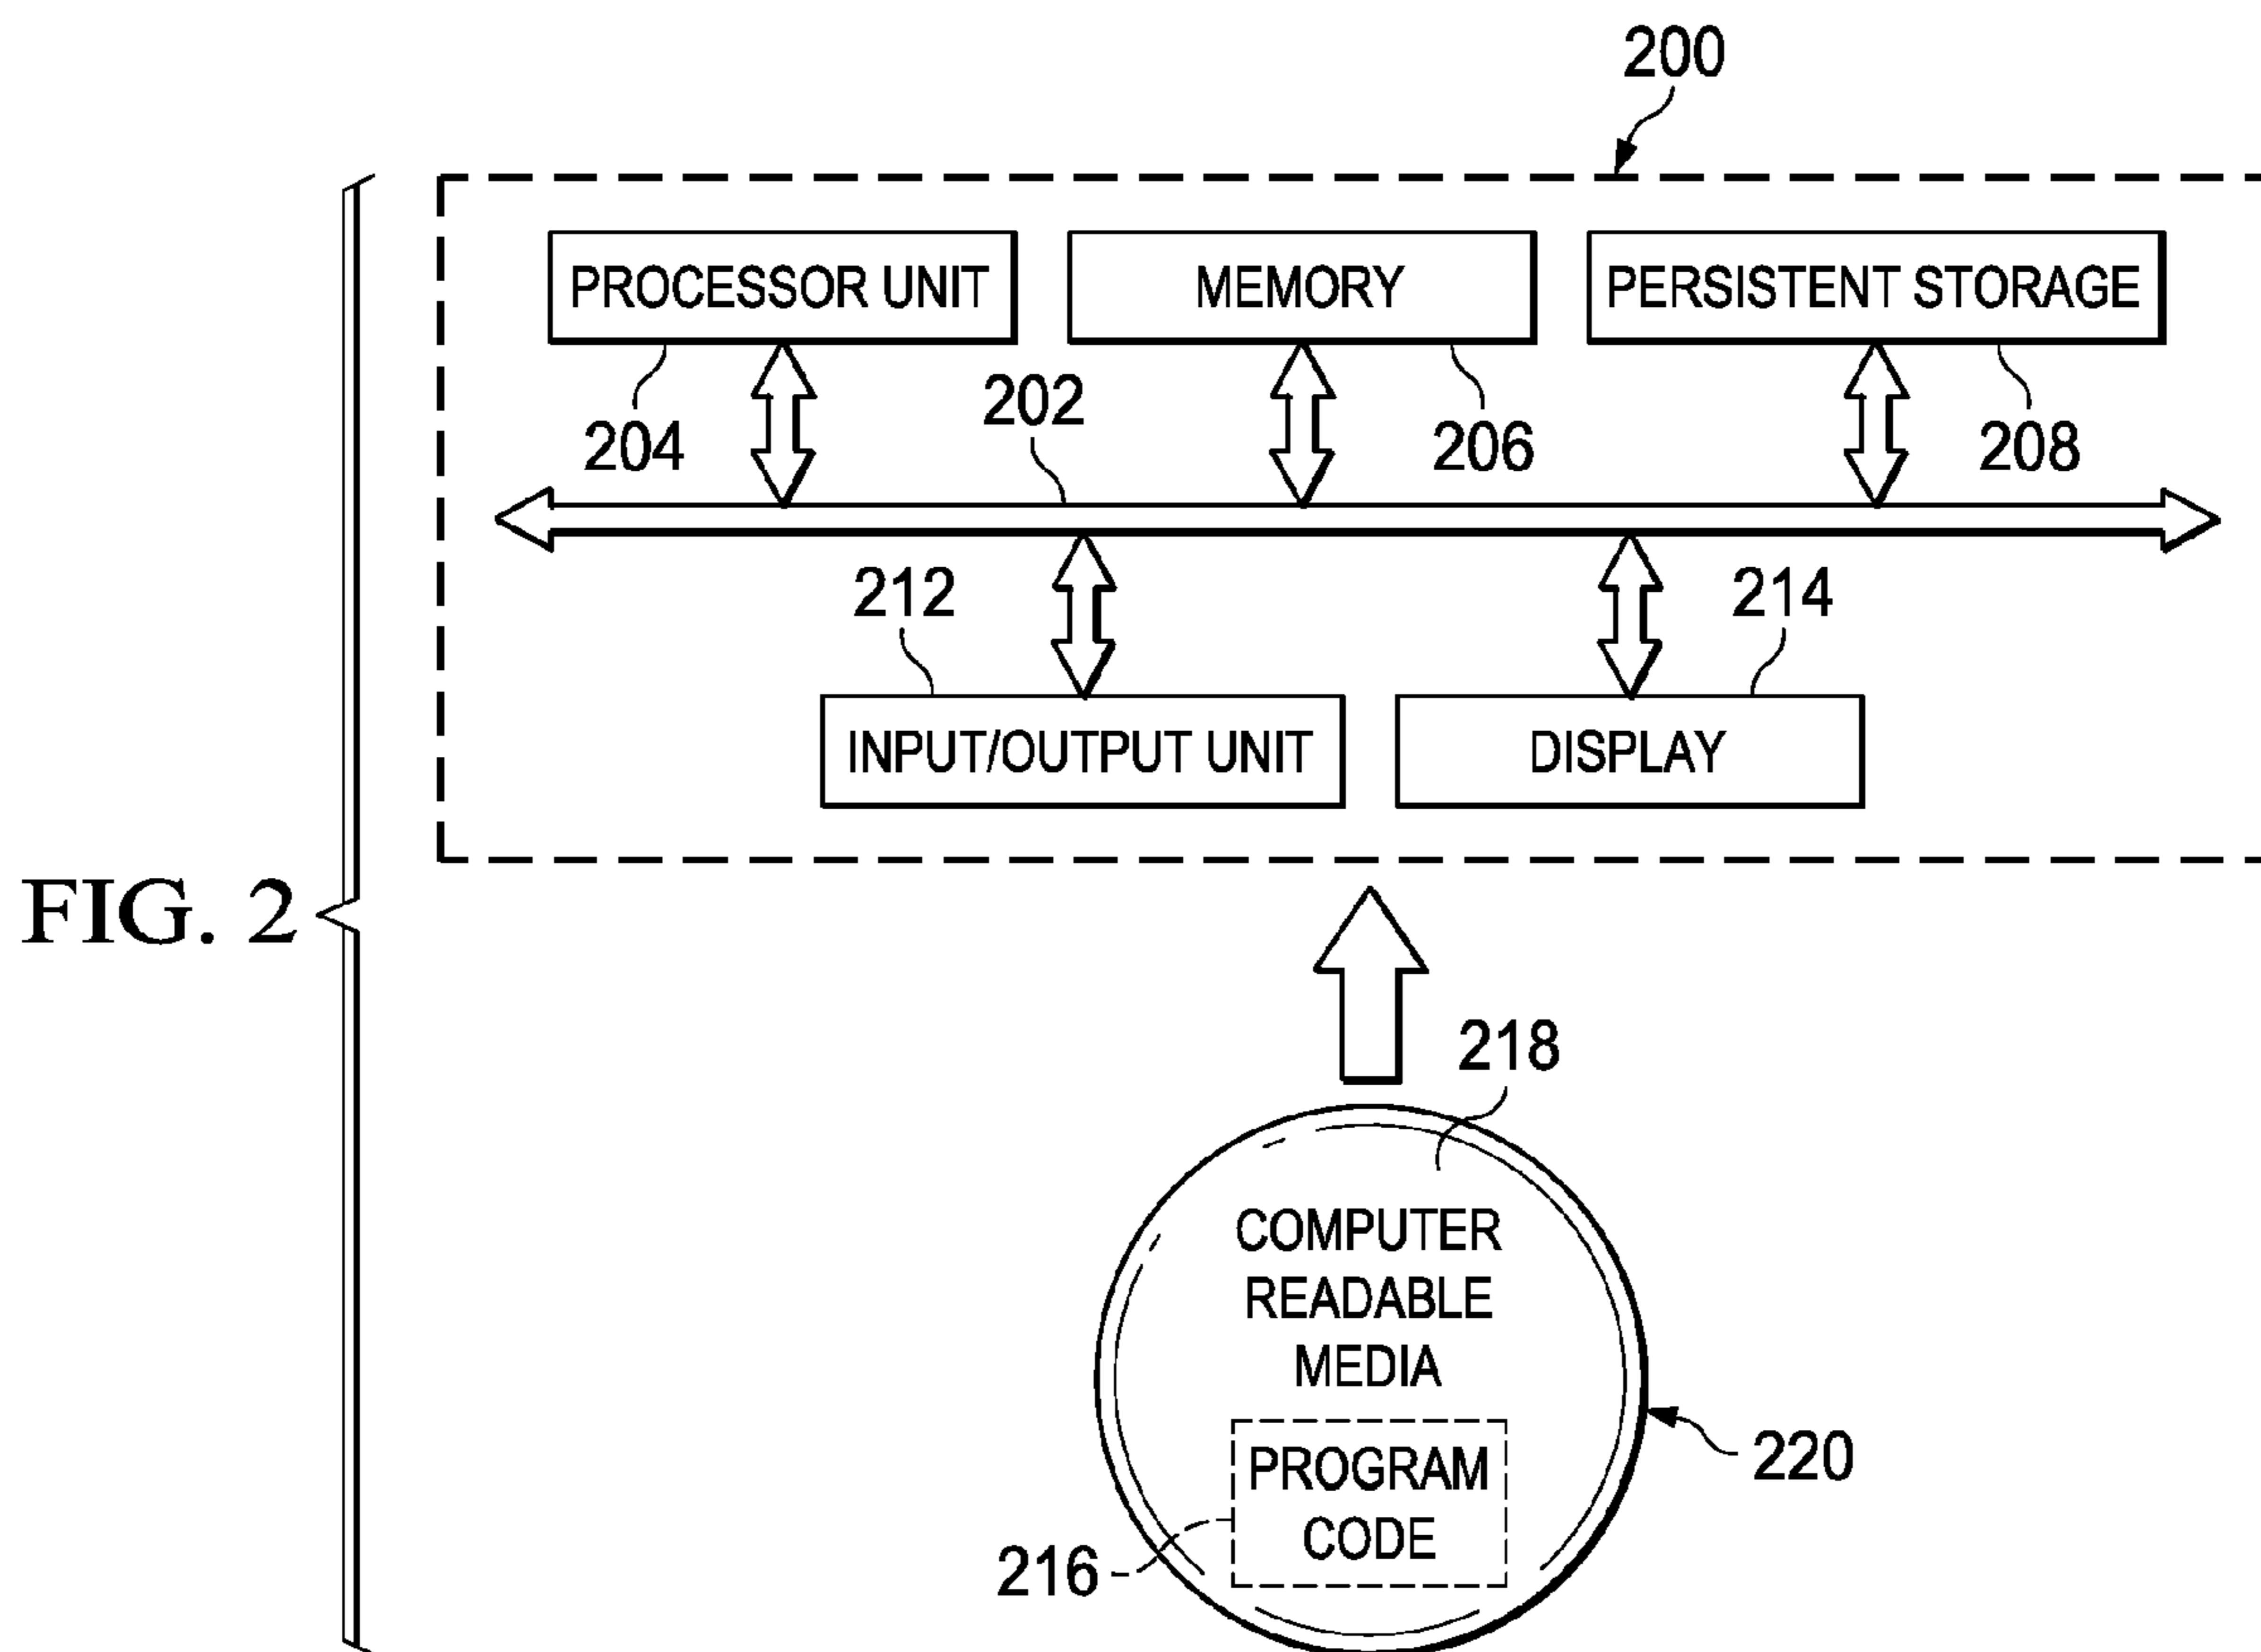 200
PROCESSOR UNIT
MEMORY
PERSISTENT STORAGE
204
202
206
208
212
214
INPUT/OUTPUT UNIT
DISPLAY
FIG. 2
218
COMPUTER
READABLE
MEDIA
PROGRAM
CODE
220
216